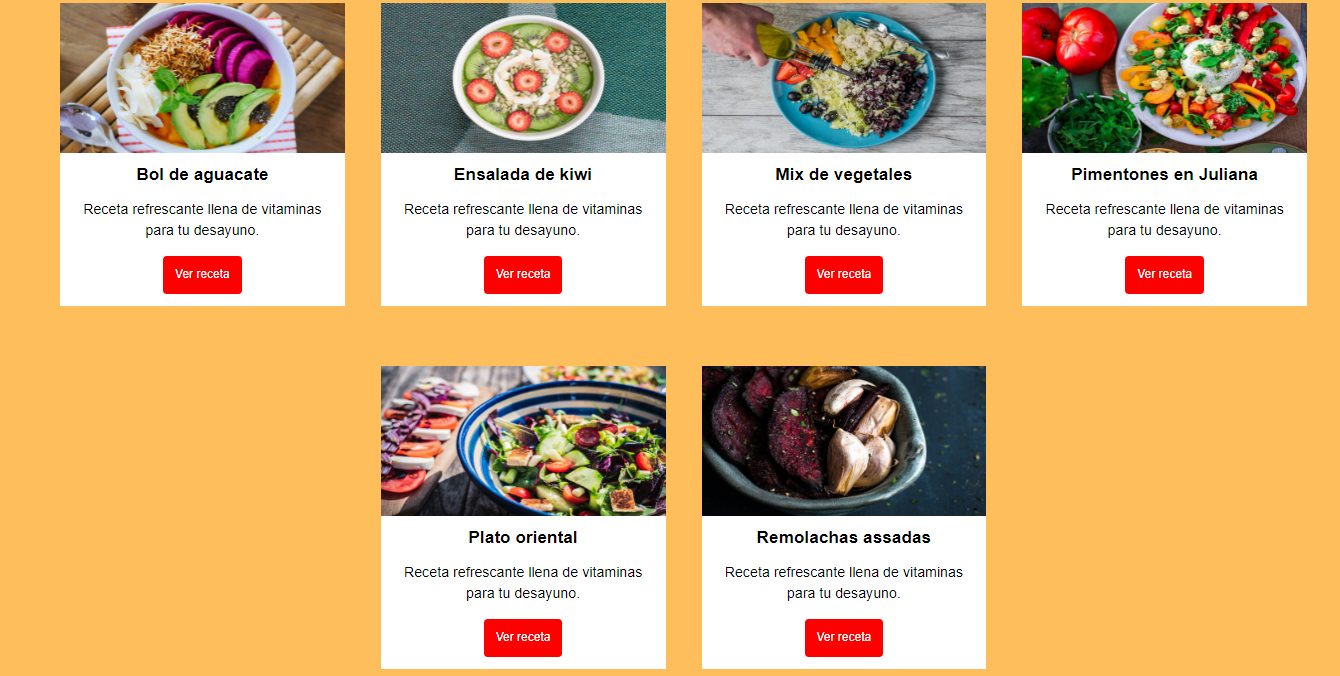 Bol de aguacate
Receta refrescante llena de vitaminas
para tu desayuno.
Ver receta
Ensalada de kiwi
Receta refrescante llena de vitaminas
para tu desayuno.
Ver receta
Mix de vegetales
Receta refrescante llena de vitaminas
para tu desayuno.
Ver receta
Pimentones en Juliana
Receta refrescante llena de vitaminas
para tu desayuno.
Ver receta
Plato oriental
Receta refrescante llena de vitaminas
para tu desayuno.
Ver receta
Remolachas assadas
Receta refrescante llena de vitaminas
para tu desayuno.
Ver receta